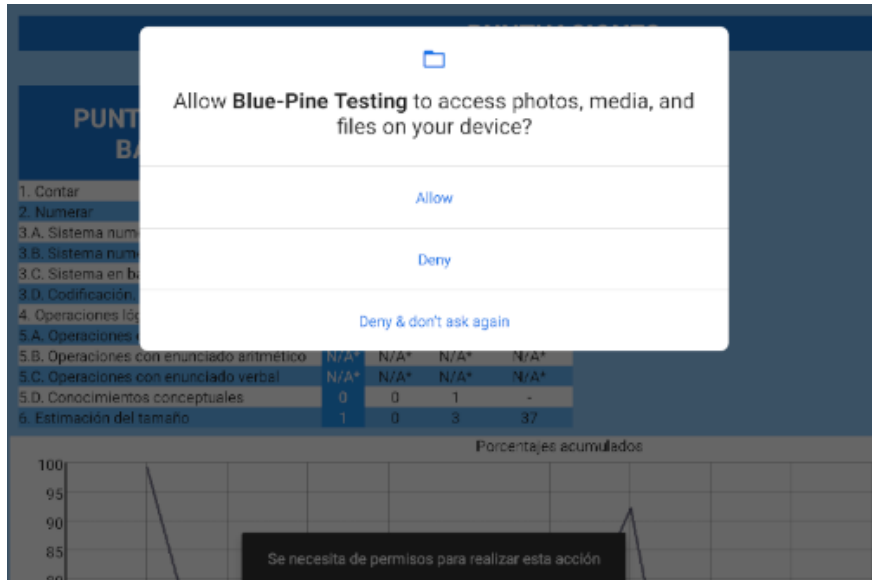 Allow Blue-Pine Testing to access photos, media, and
files on your device?
PUNT
Allow
1. Contar
2. Numerar
3.A. Sistema num
3.B. Sistema num
Deny
3.C. Sistema en ba
3.D. Codificación.
4. Operaciones lóg
Deny & don't ask again
5.A. Operaciones
5.B. Operaciones con enunciado aritmético N/A* N/A* N/A* N/A*
5.C. Operaciones con enunciado verbal N/A* N/A* N/A* N/A*
5.D. Conocimientos conceptuales 0 0 1 -
6. Estimación del tamaño 1 0 3 37
Porcentajes acumulados
100
95
90
85
Se necesita de permisos para realizar esta acción